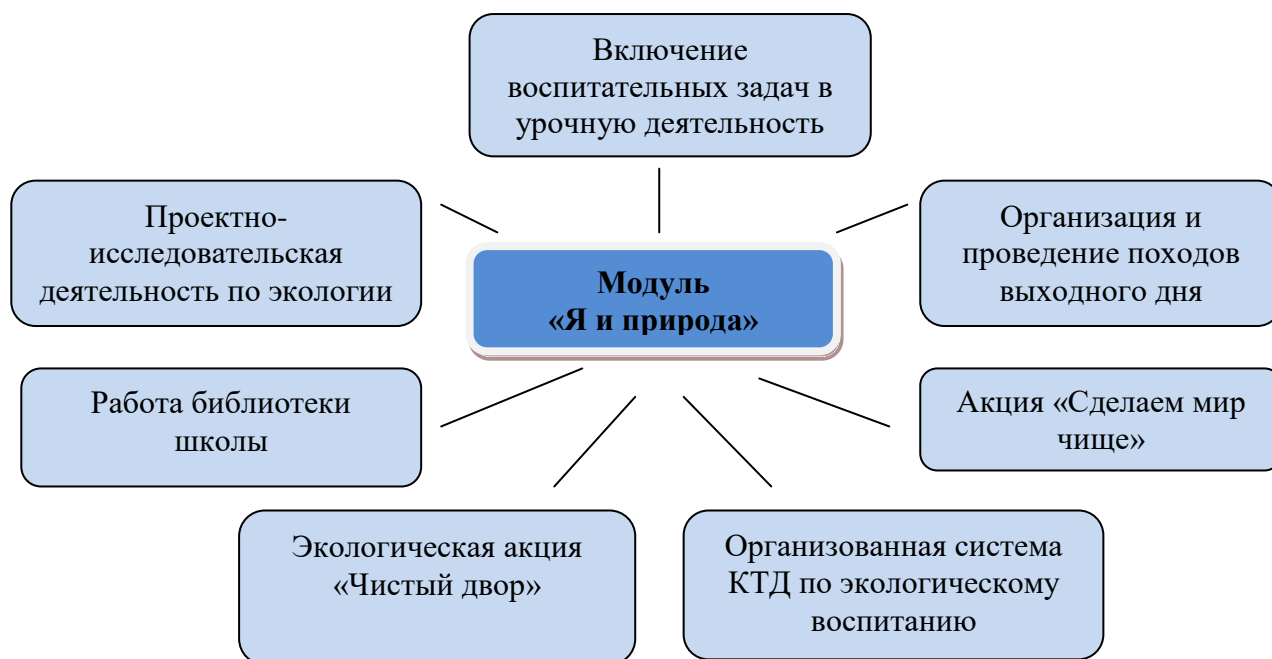 Включение
воспитательных задач в
урочную деятельность
Проектно-
исследовательская
деятельность по экологии
Модуль
«Я и природа»
Организация и
проведение походов
выходного дня
Работа библиотеки
школы
Акция «Сделаем мир
чище»
Экологическая акция
«Чистый двор»
Организованная система
КТД по экологическому
воспитанию